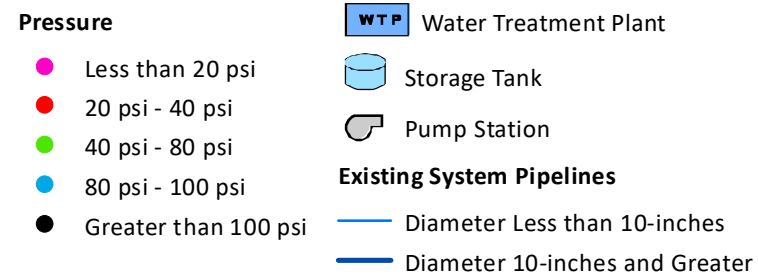 Pressure
Less than 20 psi
20 psi - 40 psi
40 psi - 80 psi
80 psi - 100 psi
Greater than 100 psi
WTP Water Treatment Plant
Storage Tank
Pump Station
Existing System Pipelines
Diameter Less than 10-inches
Diameter 10-inches and Greater